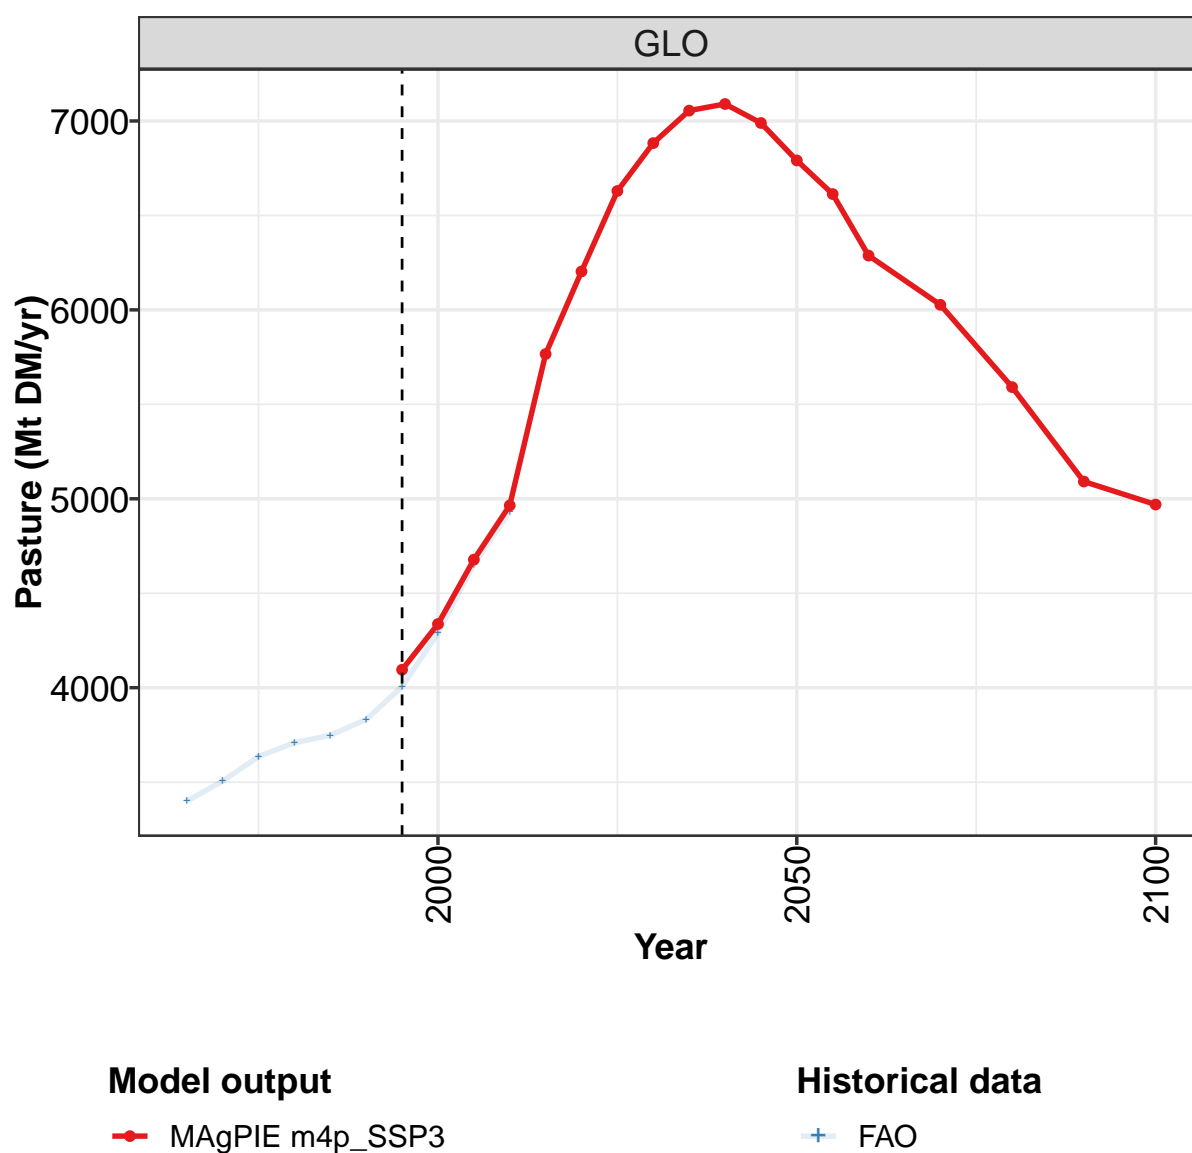 GLO
7000
6000
5000
4000
Pasture (Mt DM/yr)
2000
2050
2100
Year
Model output
Historical data
MAgPIE m4p_SSP3
FAO